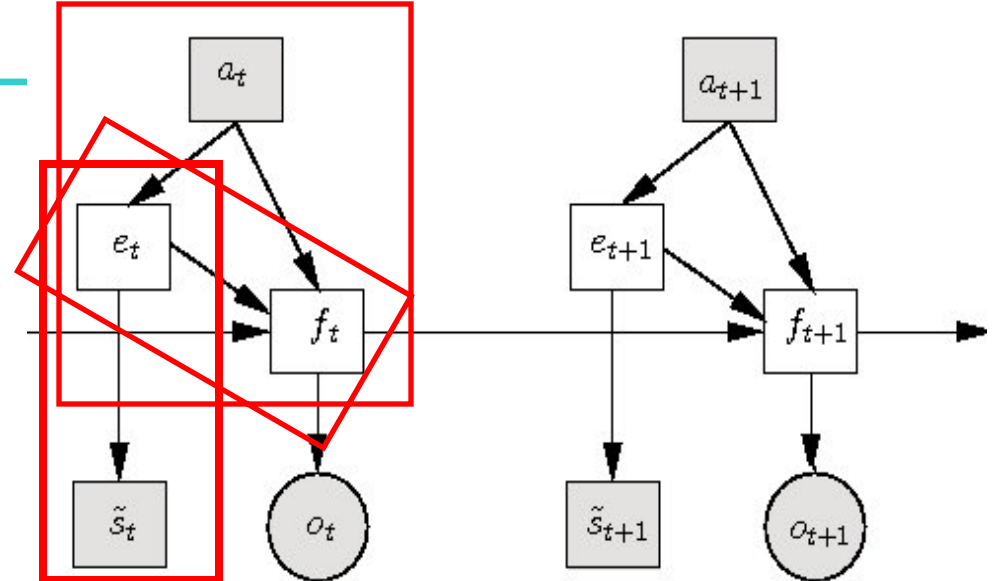 a_t a_{t+1}
e_t e_{t+1}
f_t f_{t+1}
s̃_t o_t s̃_{t+1} o_{t+1}